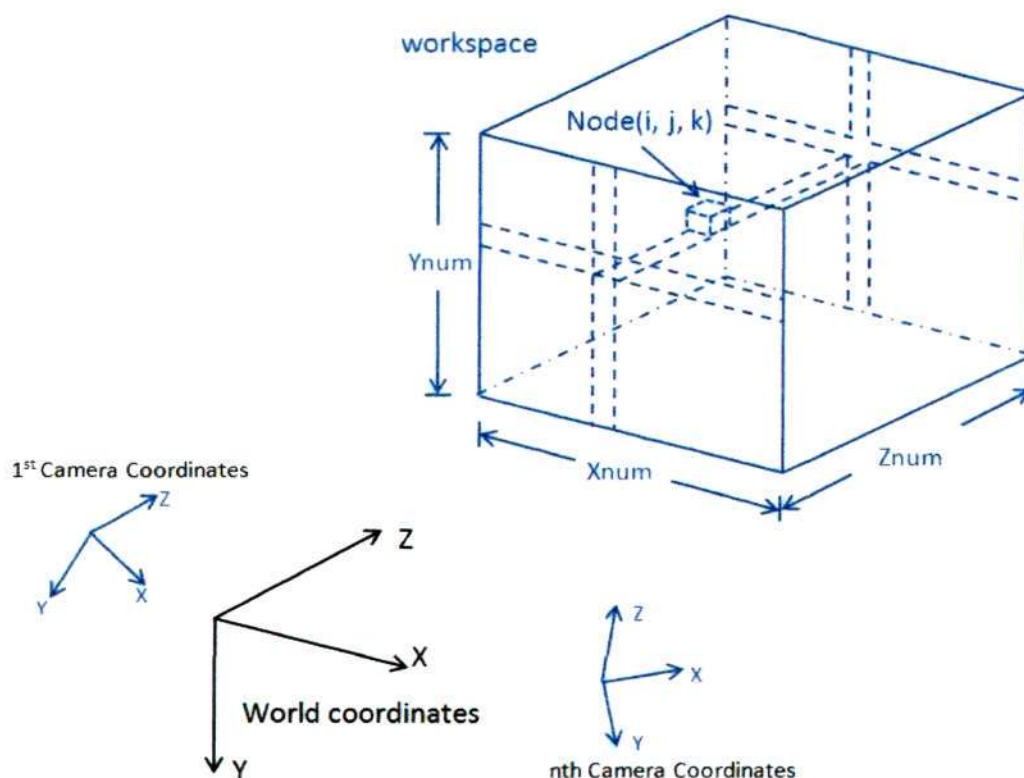 workspace
Node(i, j, k)
Ynum
Xnum
Znum
1st Camera Coordinates
Z
Y
X
Z
X
World coordinates
Y
Z
X
Y
nth Camera Coordinates